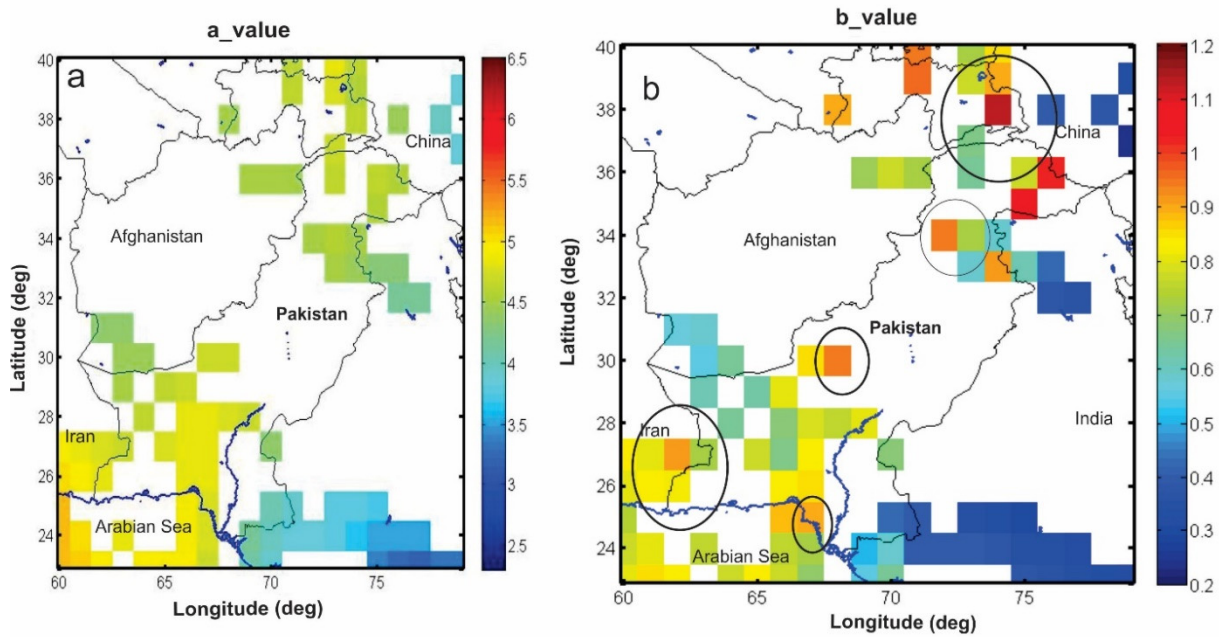 a_value
a
Latitude (deg)
40
38
36
34
32
30
28
26
24
China
Afghanistan
Pakistan
Iran
Arabian Sea
60
65
70
75
Longitude (deg)
6.5
6
5.5
5
4.5
4
3.5
3
2.5
b_value
b
Latitude (deg)
40
38
36
34
32
30
28
26
24
China
Afghanistan
Pakistan
India
Iran
Arabian Sea
60
65
70
75
Longitude (deg)
1.2
1.1
1
0.9
0.8
0.7
0.6
0.5
0.4
0.3
0.2